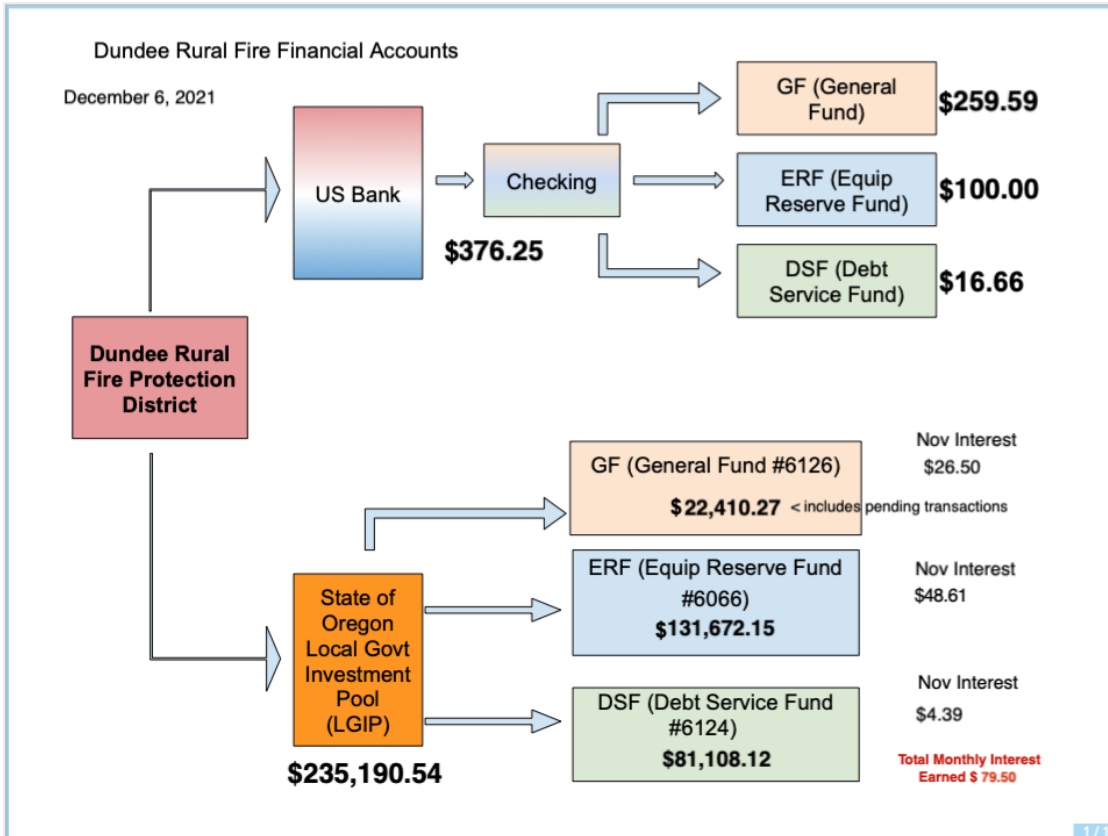 Dundee Rural Fire Financial Accounts
December 6, 2021
US Bank
$376.25
Checking
GF (General
Fund)
$259.59
ERF (Equip
Reserve Fund)
$100.00
DSF (Debt
Service Fund)
$16.66
Dundee Rural
Fire Protection
District
State of
Oregon
Local Govt
Investment
Pool
(LGIP)
$235,190.54
GF (General Fund #6126)
$22,410.27 < includes pending transactions
Nov Interest
$26.50
ERF (Equip Reserve Fund
#6066)
$131,672.15
Nov Interest
$48.61
DSF (Debt Service Fund
#6124)
$81,108.12
Nov Interest
$4.39
Total Monthly Interest
Earned $ 79.50